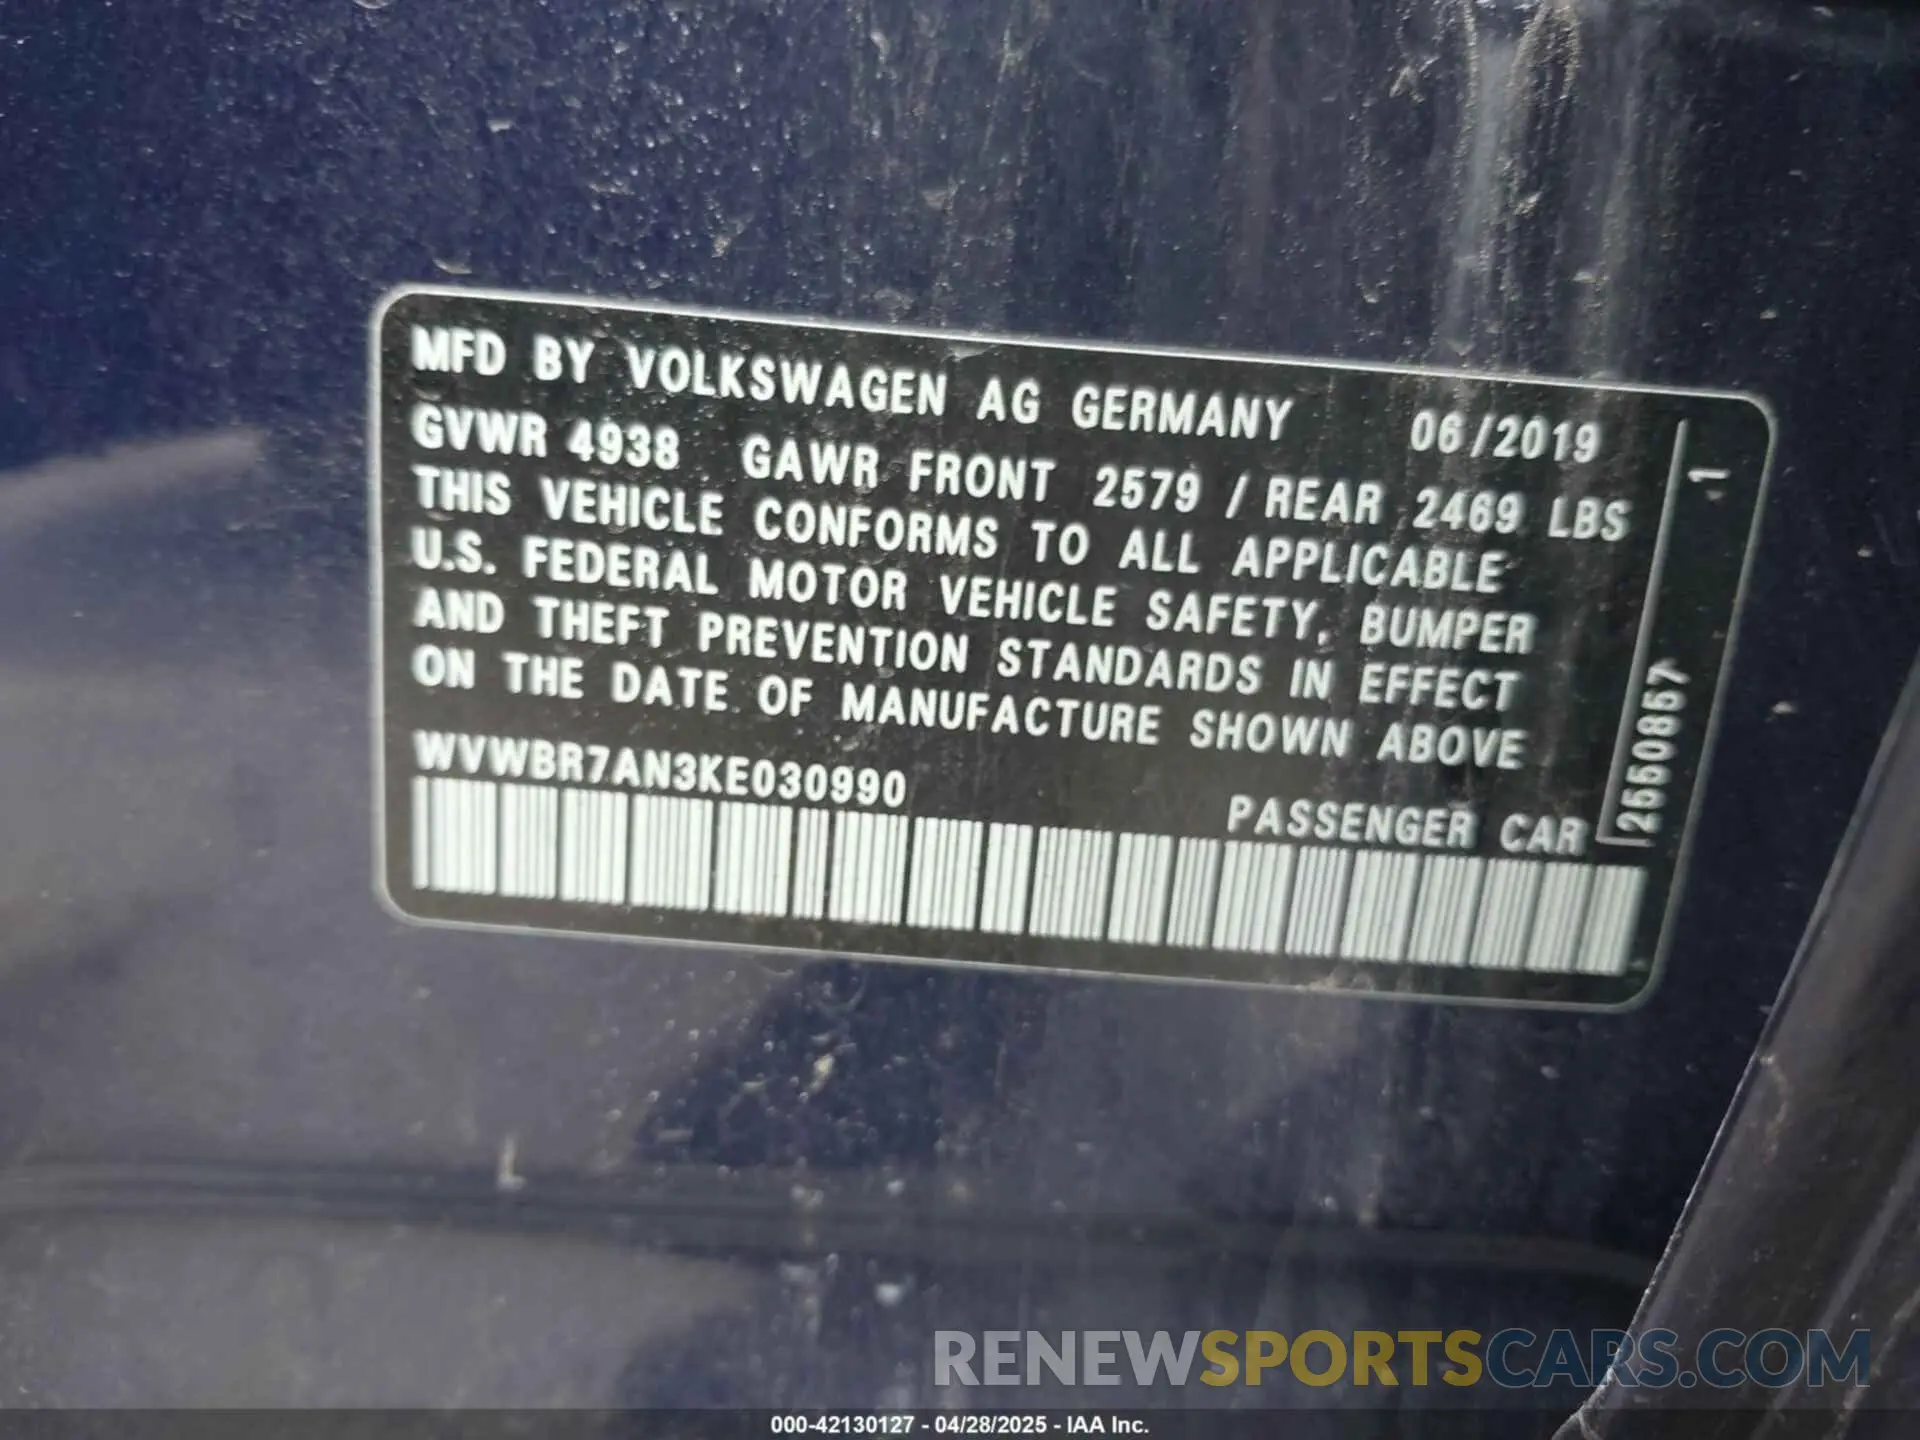 MFD BY VOLKSWAGEN AG GERMANY 06/2019
GVWR 4938 GAWR FRONT 2579 / REAR 2469 LBS
THIS VEHICLE CONFORMS TO ALL APPLICABLE
U.S. FEDERAL MOTOR VEHICLE SAFETY, BUMPER
AND THEFT PREVENTION STANDARDS IN EFFECT
ON THE DATE OF MANUFACTURE SHOWN ABOVE
WVWBR7AN3KE030990
PASSENGER CAR
2550857 1
RENEWSPORTSCARS.COM
000-42130127 - 04/28/2025 - IAA Inc.